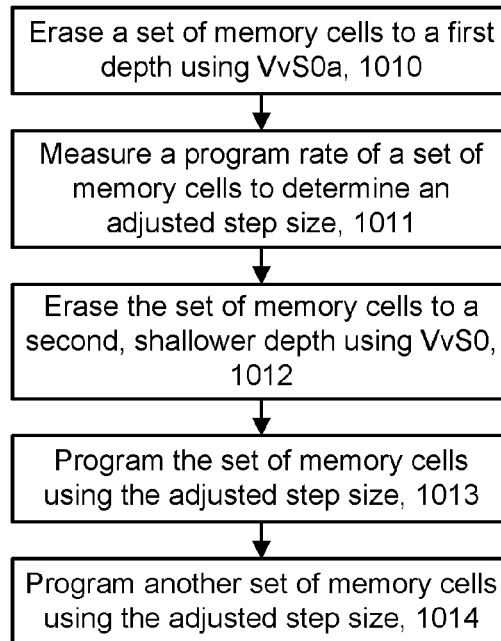 Erase a set of memory cells to a first
depth using VvS0a, 1010
Measure a program rate of a set of
memory cells to determine an
adjusted step size, 1011
Erase the set of memory cells to a
second, shallower depth using VvS0,
1012
Program the set of memory cells
using the adjusted step size, 1013
Program another set of memory cells
using the adjusted step size, 1014